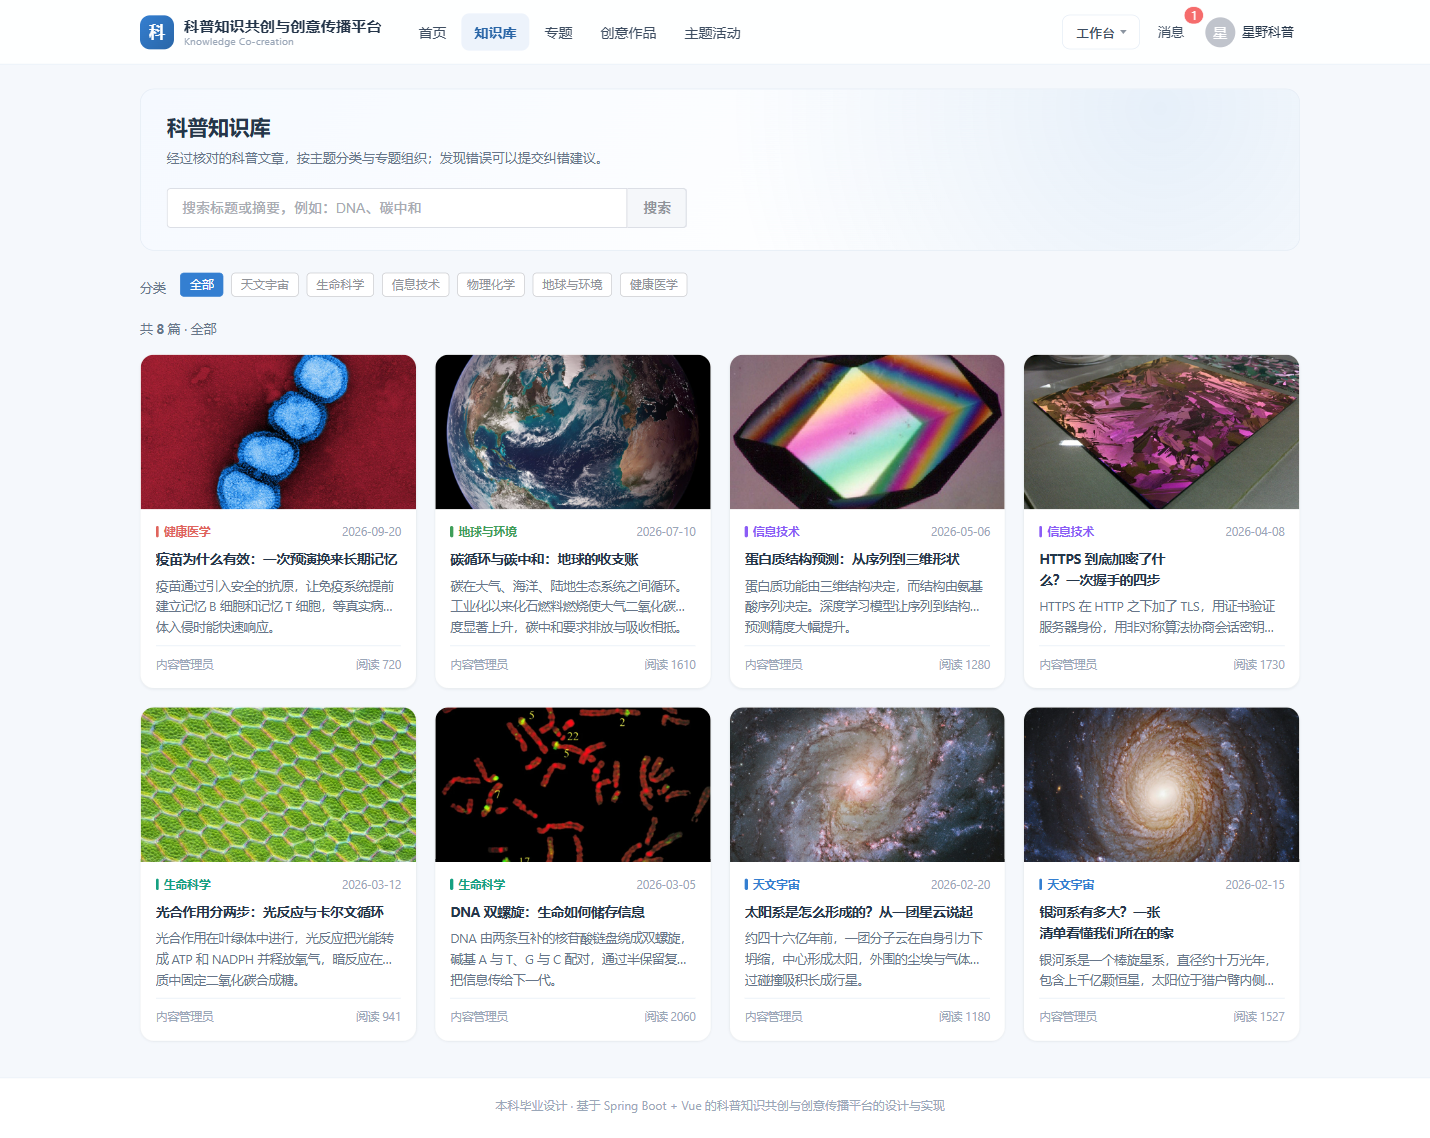 科
科普知识共创与创意传播平台
Knowledge Co-creation
首页
知识库
专题
创意作品
主题活动
工作台
消息
1
星
星野科普
科普知识库
经过核对的科普文章，按主题分类与专题组织；发现错误可以提交纠错建议。
搜索标题或摘要，例如：DNA、碳中和
搜索
分类
全部
天文宇宙
生命科学
信息技术
物理化学
地球与环境
健康医学
共 8 篇 · 全部
健康医学
2026-09-20
疫苗为什么有效：一次预演换来长期记忆
疫苗通过引入安全的抗原，让免疫系统提前
建立记忆 B 细胞和记忆 T 细胞，等真实病...
体入侵时能快速响应。
内容管理员
阅读 720
地球与环境
2026-07-10
碳循环与碳中和：地球的收支账
碳在大气、海洋、陆地生态系统之间循环。
工业化以来化石燃料燃烧使大气二氧化碳...
度显著上升，碳中和要求排放与吸收相抵。
内容管理员
阅读 1610
信息技术
2026-05-06
蛋白质结构预测：从序列到三维形状
蛋白质功能由三维结构决定，而结构由氨基
酸序列决定。深度学习模型让序列到结构...
预测精度大幅提升。
内容管理员
阅读 1280
信息技术
2026-04-08
HTTPS 到底加密了什
么？一次握手的四步
HTTPS 在 HTTP 之下加了 TLS，用证书验证
服务器身份，用非对称算法协商会话密钥...
内容管理员
阅读 1730
生命科学
2026-03-12
光合作用分两步：光反应与卡尔文循环
光合作用在叶绿体中进行，光反应把光能转
成 ATP 和 NADPH 并释放氧气，暗反应在...
质中固定二氧化碳合成糖。
内容管理员
阅读 941
5
2
22
5
7
17
生命科学
2026-03-05
DNA 双螺旋：生命如何储存信息
DNA 由两条互补的核苷酸链盘绕成双螺旋，
碱基 A 与 T、G 与 C 配对，通过半保留复...
把信息传给下一代。
内容管理员
阅读 2060
天文宇宙
2026-02-20
太阳系是怎么形成的？从一团星云说起
约四十六亿年前，一团分子云在自身引力下
坍缩，中心形成太阳，外围的尘埃与气体...
过碰撞吸积长成行星。
内容管理员
阅读 1180
天文宇宙
2026-02-15
银河系有多大？一张
清单看懂我们所在的家
银河系是一个棒旋星系，直径约十万光年，
包含上千亿颗恒星，太阳位于猎户臂内侧...
内容管理员
阅读 1527
本科毕业设计 · 基于 Spring Boot + Vue 的科普知识共创与创意传播平台的设计与实现